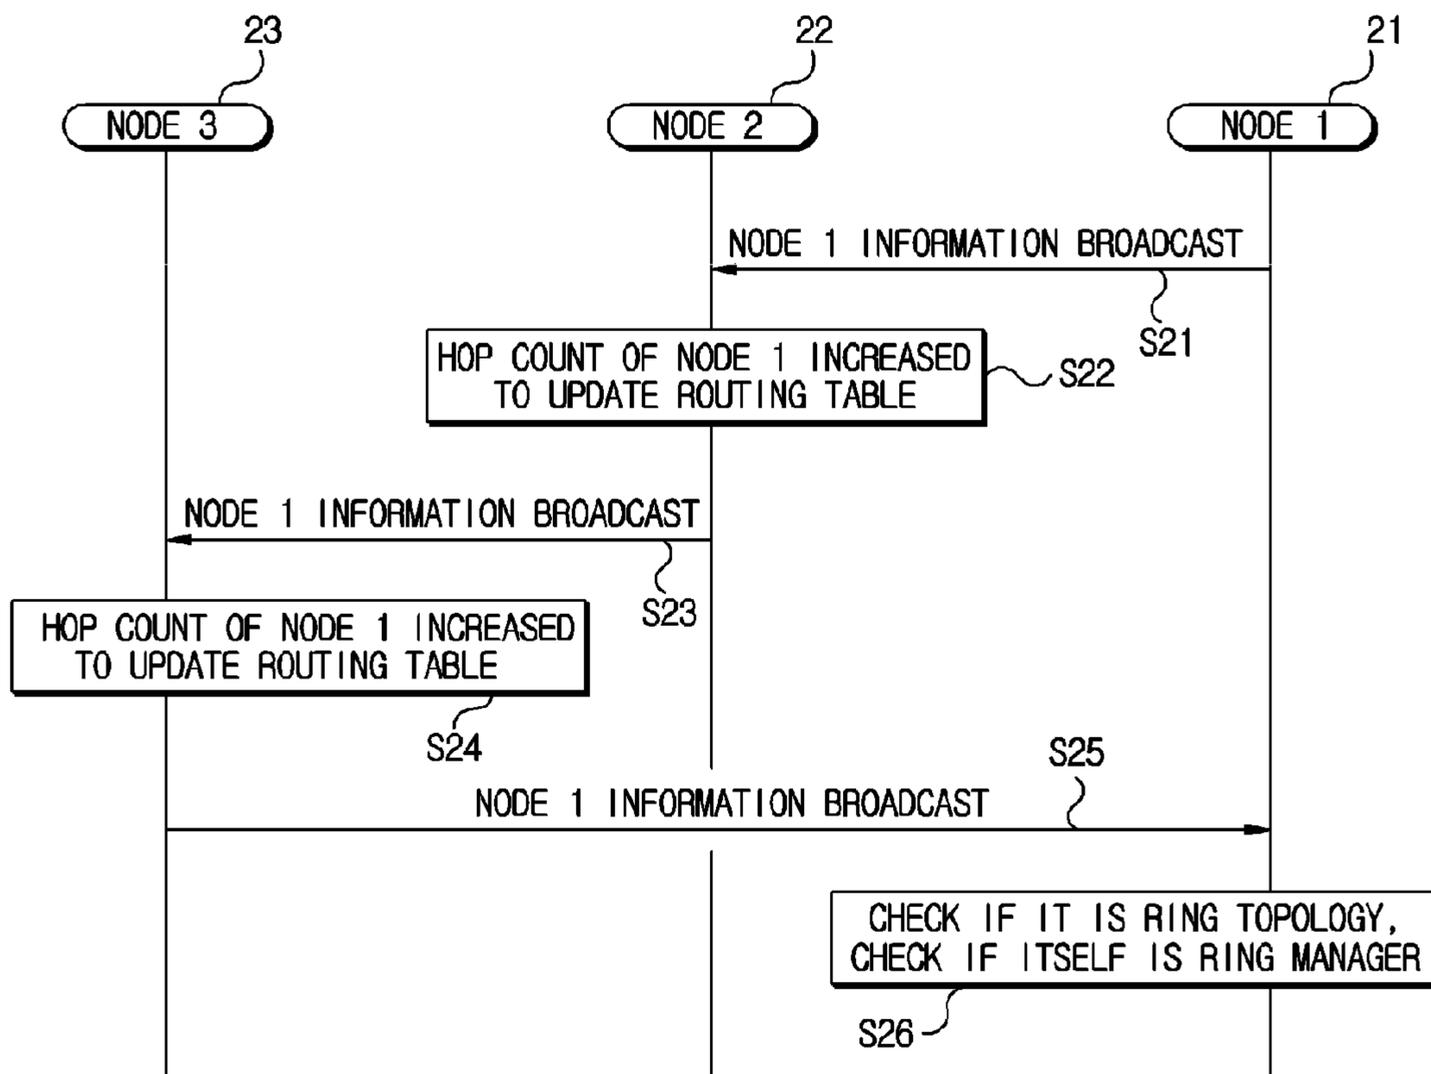 23
22
21
NODE 3
NODE 2
NODE 1
NODE 1 INFORMATION BROADCAST
S21
HOP COUNT OF NODE 1 INCREASED
TO UPDATE ROUTING TABLE
S22
NODE 1 INFORMATION BROADCAST
S23
HOP COUNT OF NODE 1 INCREASED
TO UPDATE ROUTING TABLE
S24
S25
NODE 1 INFORMATION BROADCAST
CHECK IF IT IS RING TOPOLOGY,
CHECK IF ITSELF IS RING MANAGER
S26